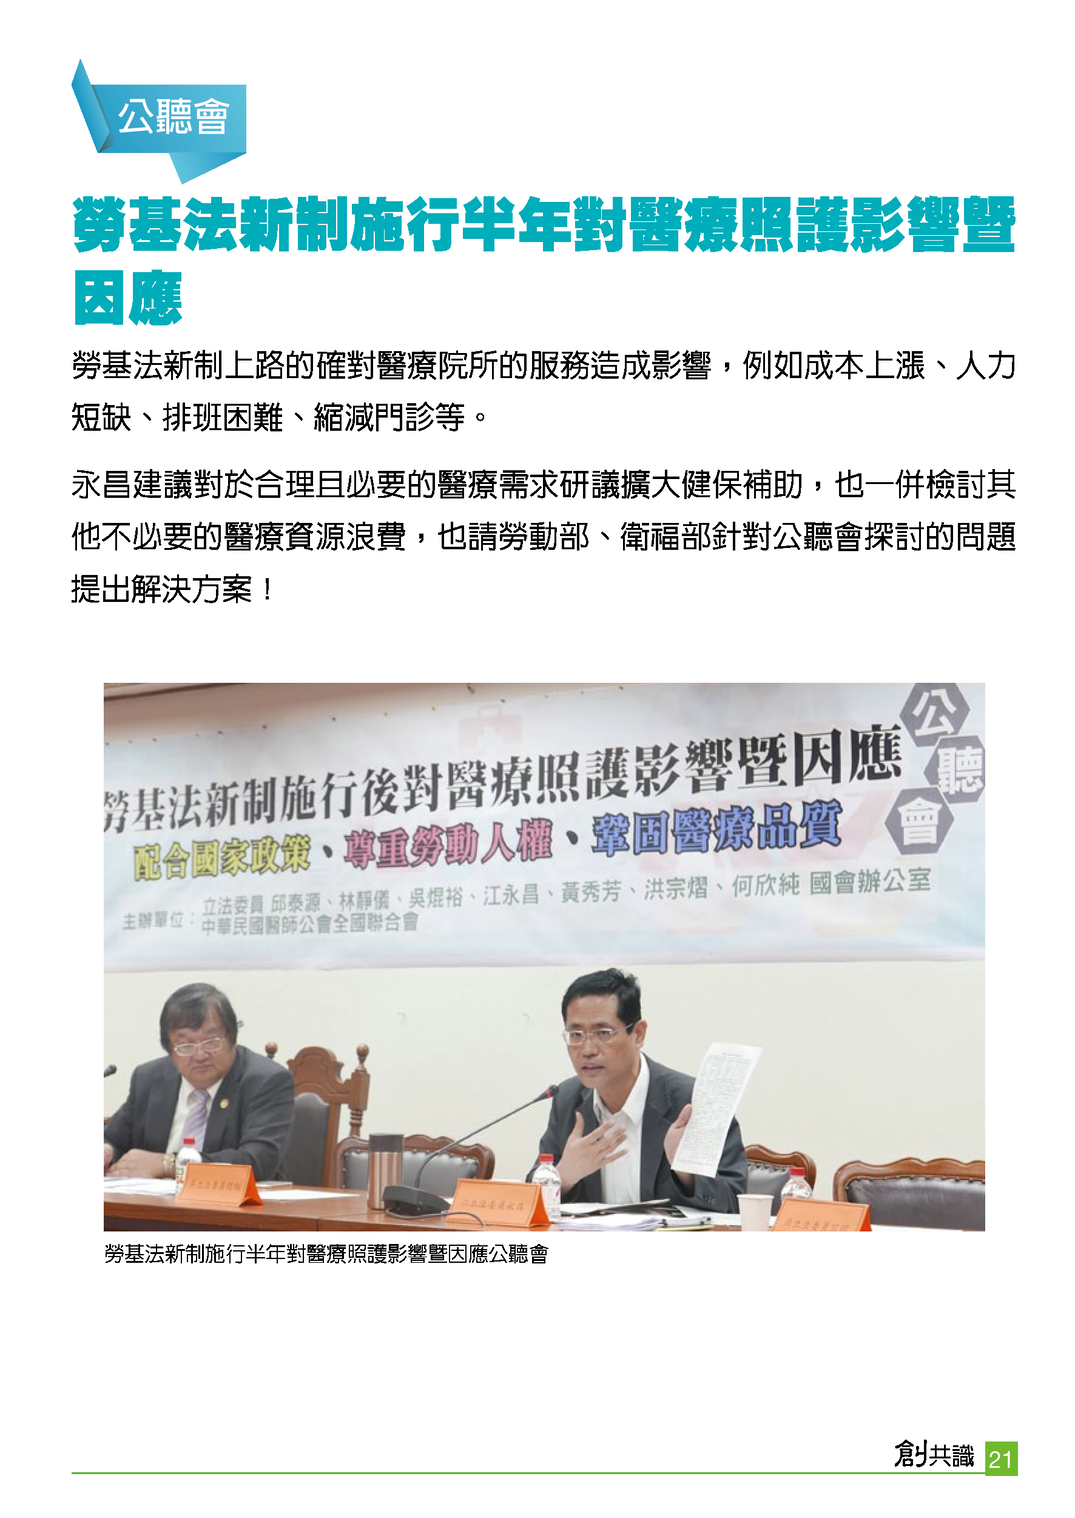 公聽會
勞基法新制施行半年對醫療照護影響暨
因應
勞基法新制上路的確對醫療院所的服務造成影響，例如成本上漲、人力
短缺、排班困難、縮減門診等。
永昌建議對於合理且必要的醫療需求研議擴大健保補助，也一併檢討其
他不必要的醫療資源浪費，也請勞動部、衛福部針對公聽會探討的問題
提出解決方案！
公聽會
勞基法新制施行後對醫療照護影響暨因應
配合國家政策、尊重勞動人權、鞏固醫療品質
主辦單位：
立法委員 邱泰源、林靜儀、吳焜裕、江永昌、黃秀芳、洪宗熠、何欣純 國會辦公室
中華民國醫師公會全國聯合會
江立法委員永昌
勞基法新制施行半年對醫療照護影響暨因應公聽會
創共識 21